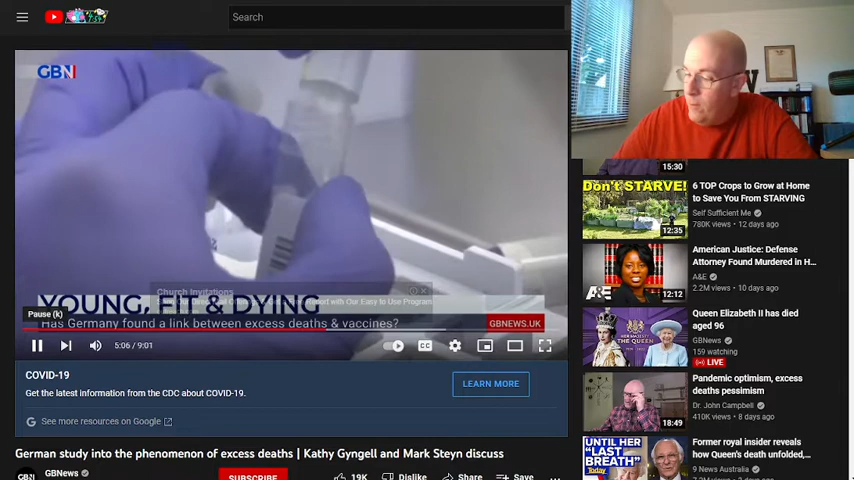 Search
GBN
Church Invitations
YOUNG, FIT & DYING
Pause (k)
Has Germany found a link between excess deaths & vaccines?
GBNEWS.UK
5:06 / 9:01
CC
COVID-19
Get the latest information from the CDC about COVID-19.
LEARN MORE
See more resources on Google
German study into the phenomenon of excess deaths | Kathy Gyngell and Mark Steyn discuss
GBNews
SUBSCRIBE
19K
Dislike
Share
Save
15:30
Don't STARVE!
12:35
6 TOP Crops to Grow at Home
to Save You From STARVING
Self Sufficient Me
780K views • 12 days ago
A&E
12:12
American Justice: Defense
Attorney Found Murdered in H...
A&E
2.2M views • 10 days ago
Queen Elizabeth II has died
aged 96
GBNews
159 watching
LIVE
18:49
Pandemic optimism, excess
deaths pessimism
Dr. John Campbell
410K views • 8 days ago
UNTIL HER
"LAST
BREATH"
Today
Former royal insider reveals
how Queen's death unfolded,...
9 News Australia